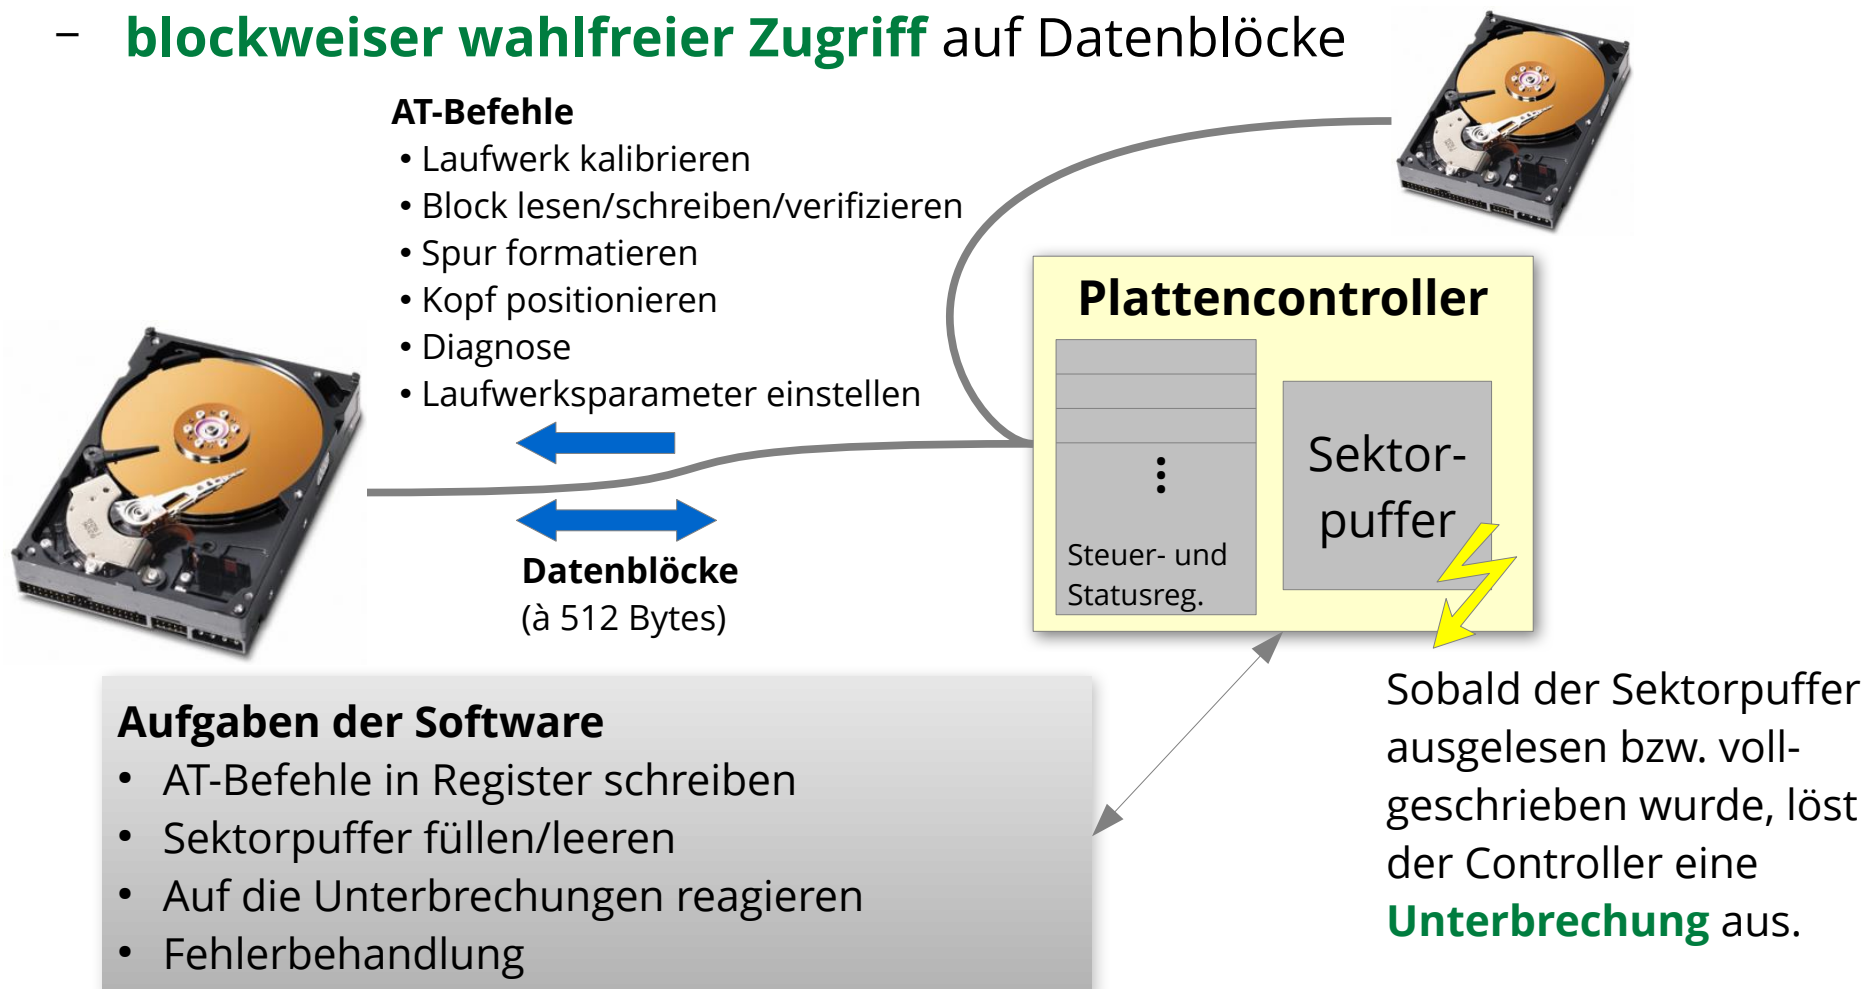 – blockweiser wahlfreier Zugriff auf Datenblöcke
AT-Befehle
• Laufwerk kalibrieren
• Block lesen/schreiben/verifizieren
• Spur formatieren
• Kopf positionieren
• Diagnose
• Laufwerksparameter einstellen
Datenblöcke
(à 512 Bytes)
Plattencontroller
Steuer- und
Statusreg.
Sektor-
puffer
Sobald der Sektorpuffer
ausgelesen bzw. voll-
geschrieben wurde, löst
der Controller eine
Unterbrechung aus.
Aufgaben der Software
• AT-Befehle in Register schreiben
• Sektorpuffer füllen/leeren
• Auf die Unterbrechungen reagieren
• Fehlerbehandlung